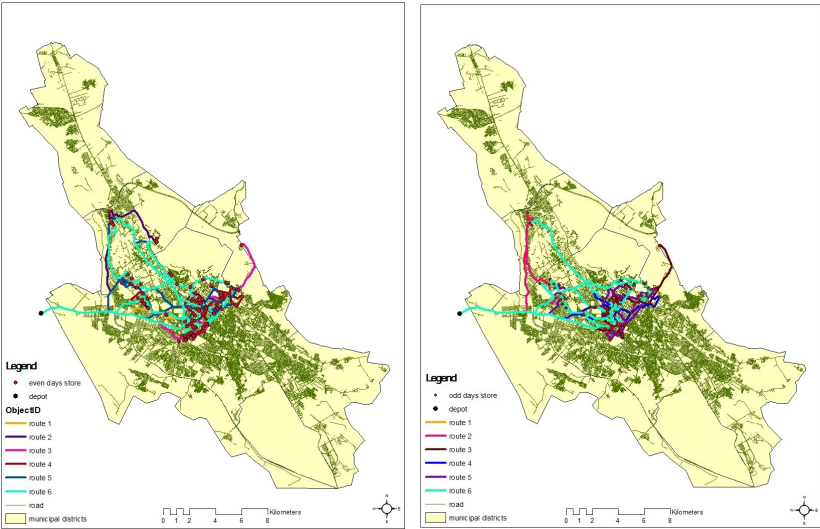 Legend
even days store
depot
ObjectID
route 1
route 2
route 3
route 4
route 5
route 6
road
municipal districts
0 1 2 4 6 8
Kilometers
N
W E
S
Legend
odd days store
depot
route 1
route 2
route 3
route 4
route 5
route 6
road
municipal districts
0 1 2 4 6 8
Kilometers
N
W E
S